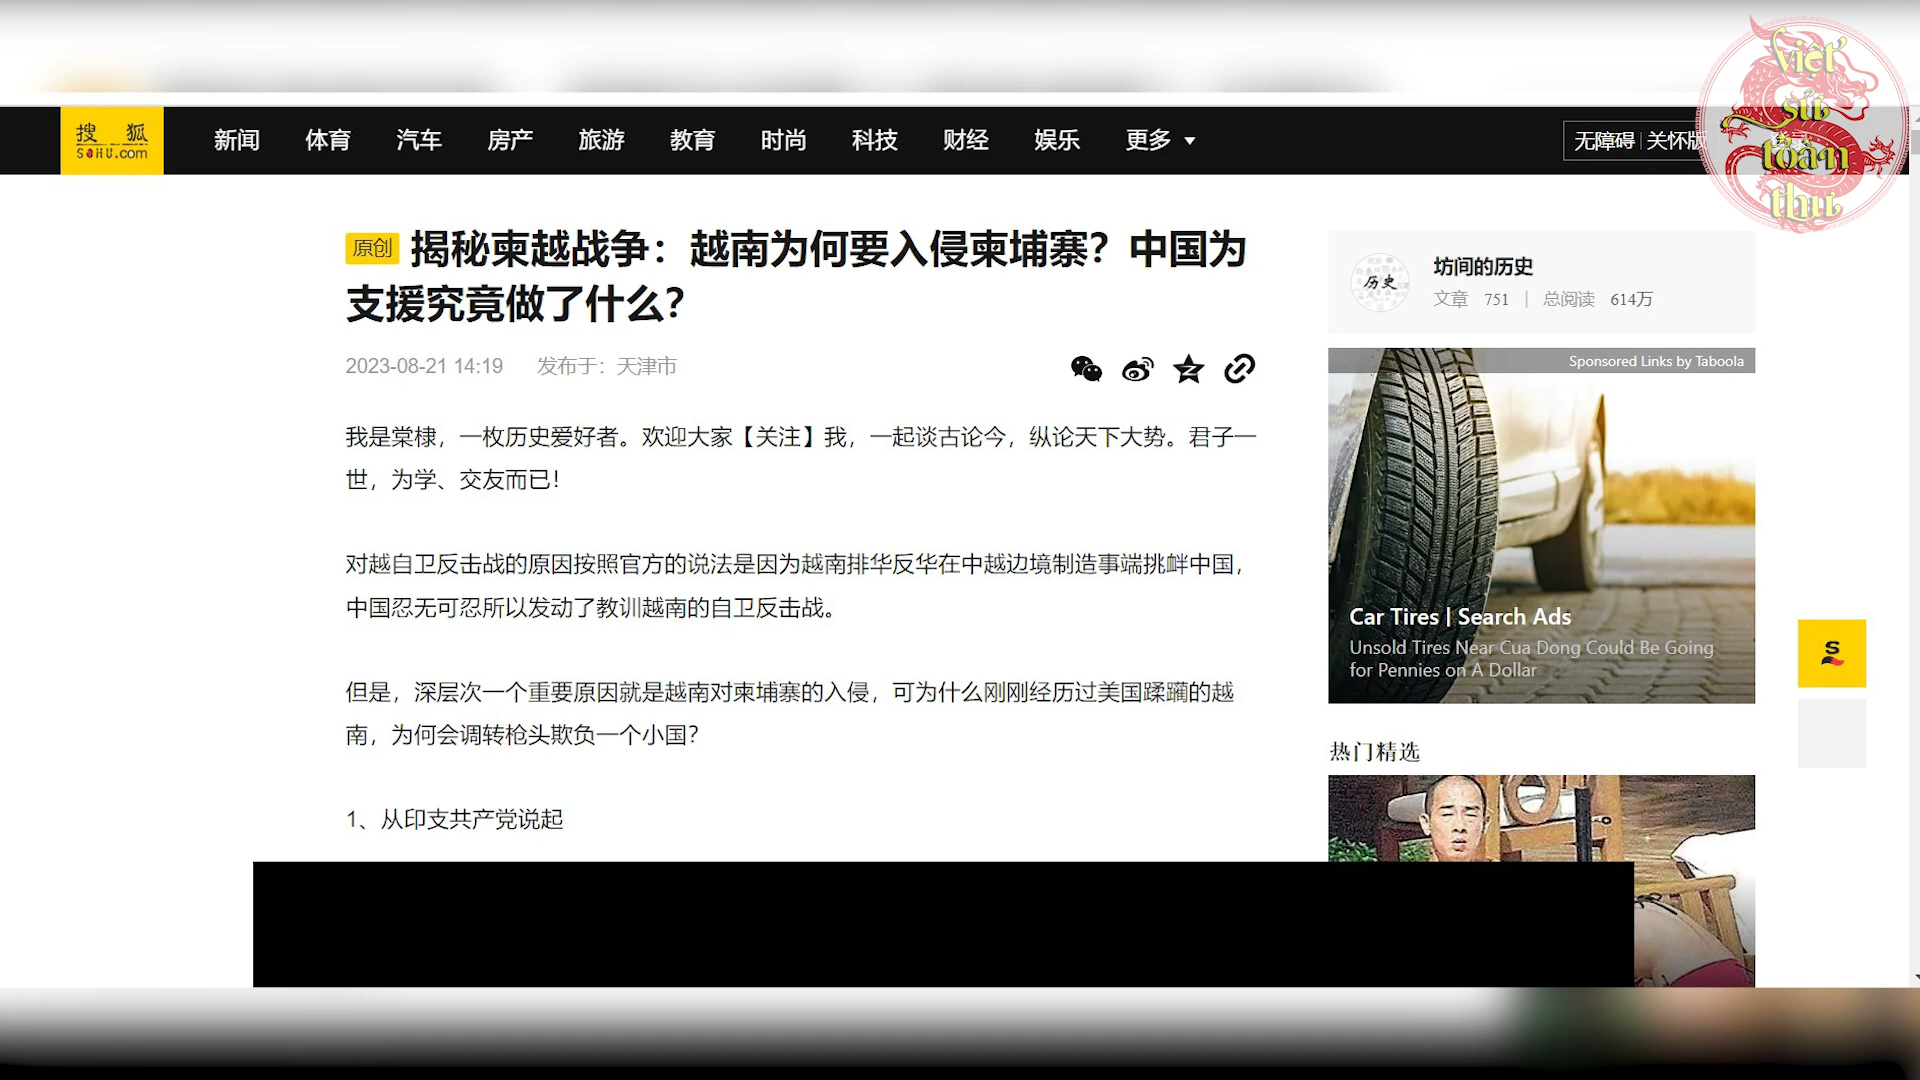 搜 狐
SOHU.com
新闻 体育 汽车 房产 旅游 教育 时尚 科技 财经 娱乐 更多
无障碍 关怀版
Việt
sử
toàn
thư
原创 揭秘柬越战争：越南为何要入侵柬埔寨？中国为
支援究竟做了什么？
2023-08-21 14:19 发布于：天津市
我是棠棣，一枚历史爱好者。欢迎大家【关注】我，一起谈古论今，纵论天下大势。君子一
世，为学、交友而已！
对越自卫反击战的原因按照官方的说法是因为越南排华反华在中越边境制造事端挑衅中国，
中国忍无可忍所以发动了教训越南的自卫反击战。
但是，深层次一个重要原因就是越南对柬埔寨的入侵，可为什么刚刚经历过美国蹂躏的越
南，为何会调转枪头欺负一个小国？
1、从印支共产党说起
历史
坊间的历史
文章 751 | 总阅读 614万
Sponsored Links by Taboola
Car Tires | Search Ads
Unsold Tires Near Cua Dong Could Be Going
for Pennies on A Dollar
热门精选